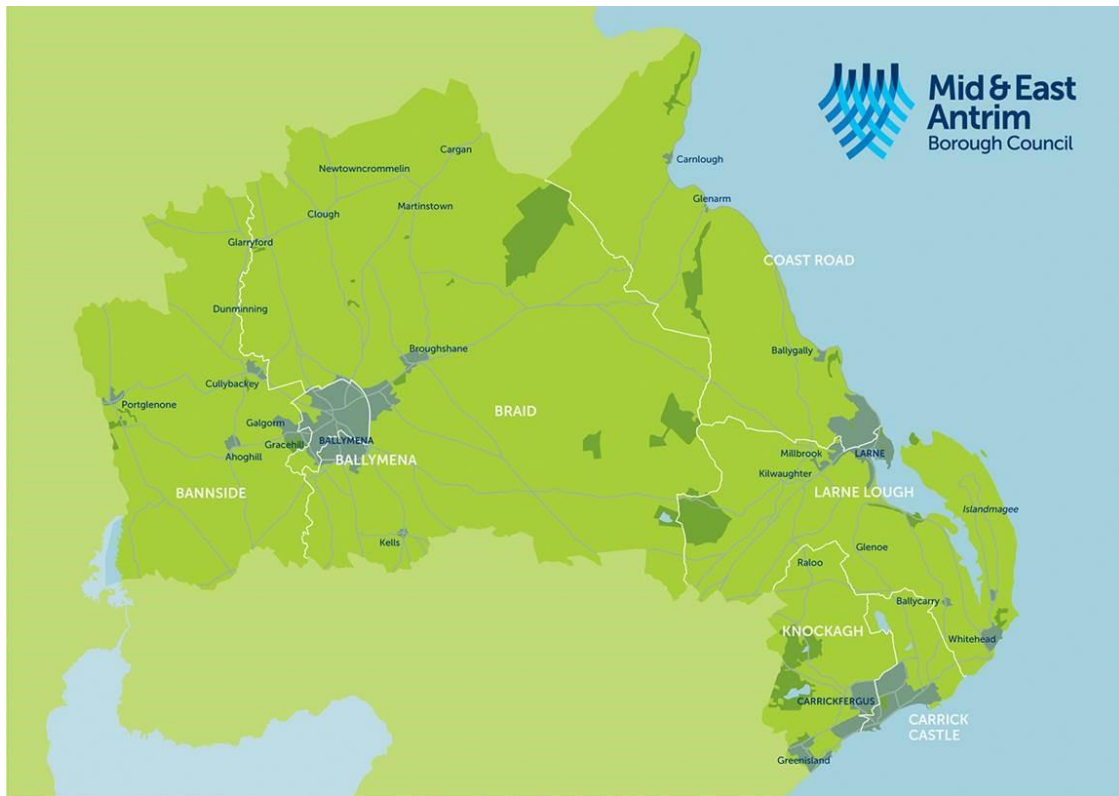 Mid & East
Antrim
Borough Council
Cargan
Newtowncrommelin
Carnlough
Martinstown
Glenarm
Clough
Glarryford
COAST ROAD
Dunminning
Broughshane
Ballygally
Cullybackey
Portglenone
BRAID
Galgorm
BALLYMENA
Gracehill
Ahoghill
BALLYMENA
Millbrook
LARNE
Kilwaughter
BANNSIDE
LARNE LOUGH
Islandmagee
Kells
Glenoe
Raloo
Ballycarry
KNOCKAGH
Whitehead
CARRICKFERGUS
CARRICK
CASTLE
Greenisland